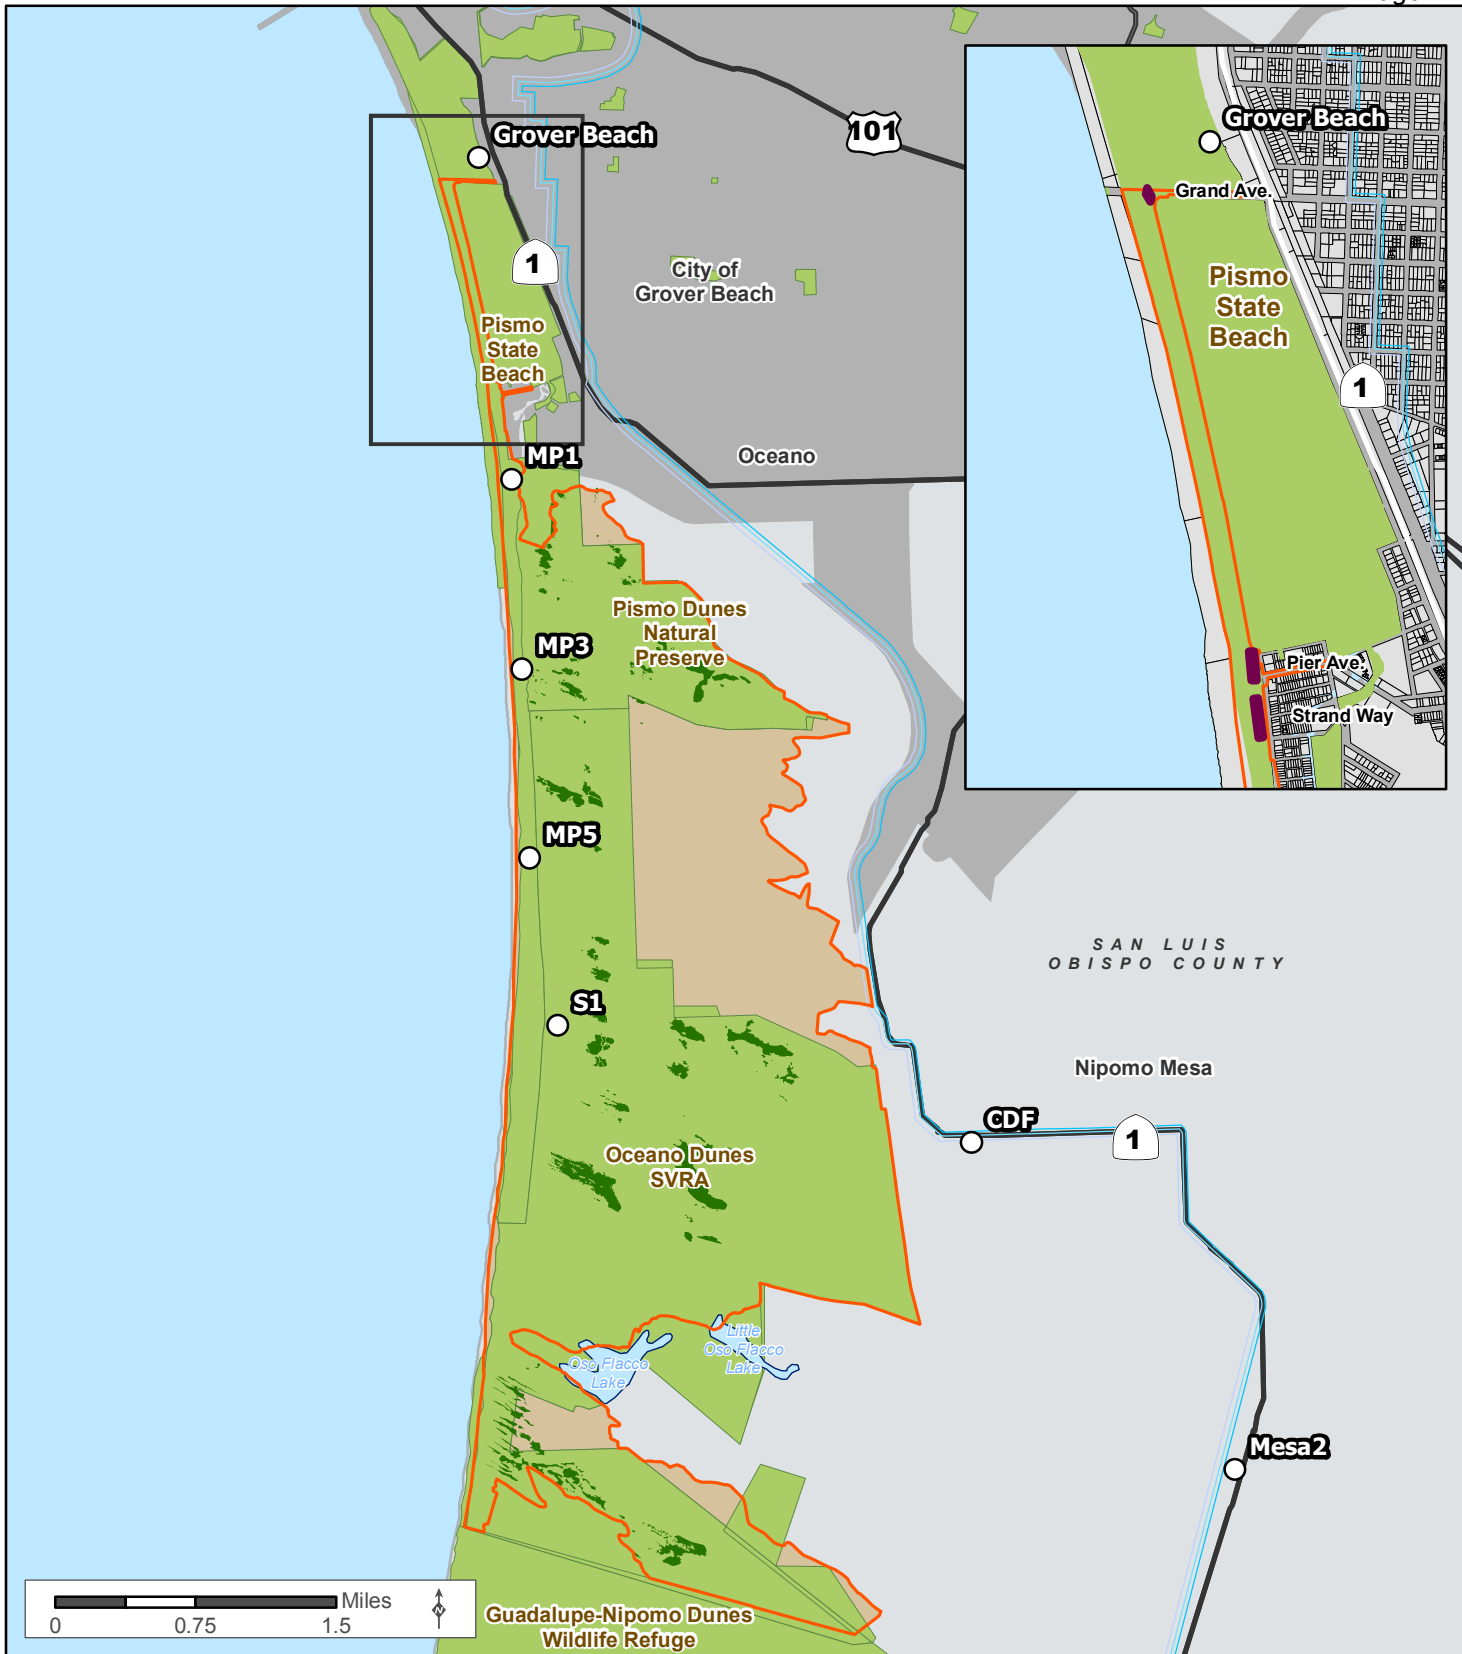 101
Grover Beach
1
City of
Grover Beach
Pismo
State
Beach
MP1
Oceano
Grover Beach
Grand Ave.
Pismo
State
Beach
1
Pier Ave.
Strand Way
Pismo Dunes
Natural
Preserve
MP3
MP5
S1
SAN LUIS
OBISPO COUNTY
Nipomo Mesa
CDF
1
Oceano Dunes
SVRA
Little
Oso Flacco
Lake
Oso Flacco
Lake
Mesa2
Miles
0 0.75 1.5
N
Guadalupe-Nipomo Dunes
Wildlife Refuge